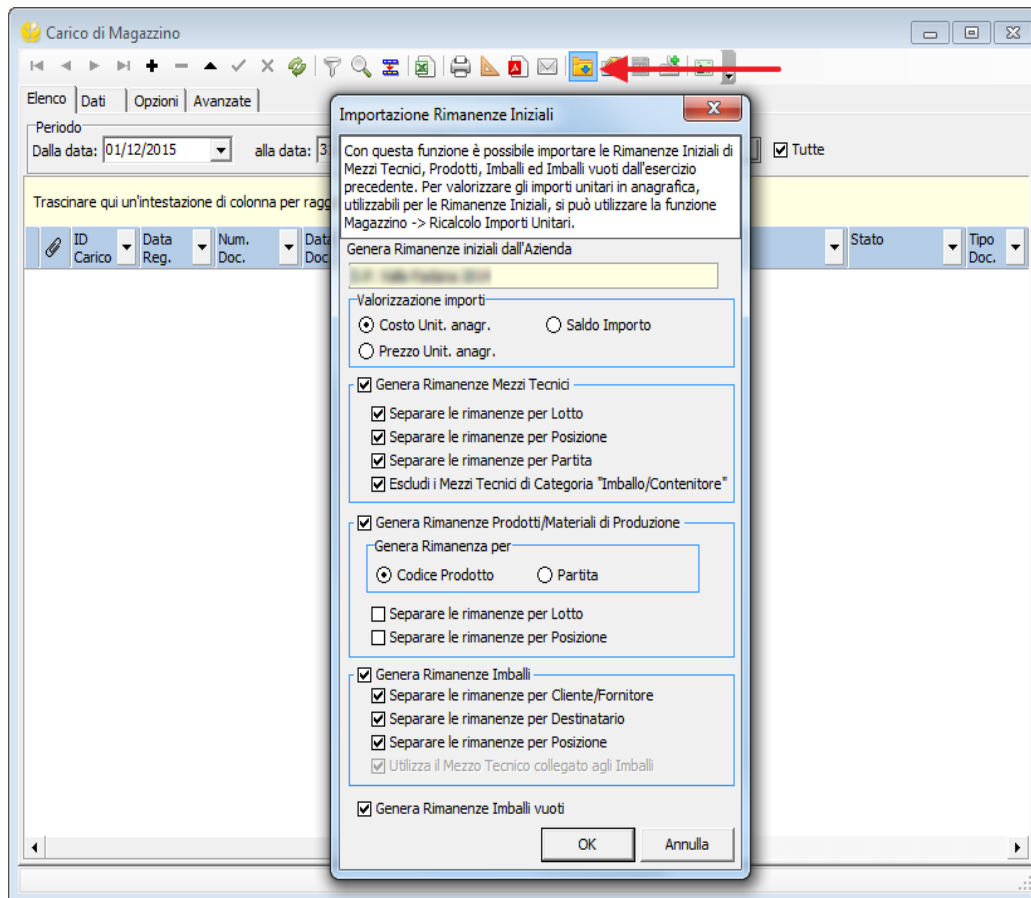 Carico di Magazzino
Elenco Dati Opzioni Avanzate
Periodo
Dalla data: 01/12/2015 alla data: 3 Tutte
Trascinare qui un'intestazione di colonna per ragg
ID Carico Data Reg. Num. Doc. Data Doc Stato Tipo Doc.
Importazione Rimanenze Iniziali
Con questa funzione è possibile importare le Rimanenze Iniziali di
Mezzi Tecnici, Prodotti, Imballi ed Imballi vuoti dall'esercizio
precedente. Per valorizzare gli importi unitari in anagrafica,
utilizzabili per le Rimanenze Iniziali, si può utilizzare la funzione
Magazzino -> Ricalcolo Importi Unitari.
Genera Rimanenze iniziali dall'Azienda
Valorizzazione importi
Costo Unit. anagr. Saldo Importo
Prezzo Unit. anagr.
Genera Rimanenze Mezzi Tecnici
Separare le rimanenze per Lotto
Separare le rimanenze per Posizione
Separare le rimanenze per Partita
Escludi i Mezzi Tecnici di Categoria "Imballo/Contenitore"
Genera Rimanenze Prodotti/Materiali di Produzione
Genera Rimanenza per
Codice Prodotto Partita
Separare le rimanenze per Lotto
Separare le rimanenze per Posizione
Genera Rimanenze Imballi
Separare le rimanenze per Cliente/Fornitore
Separare le rimanenze per Destinatario
Separare le rimanenze per Posizione
Utilizza il Mezzo Tecnico collegato agli Imballi
Genera Rimanenze Imballi vuoti
OK Annulla